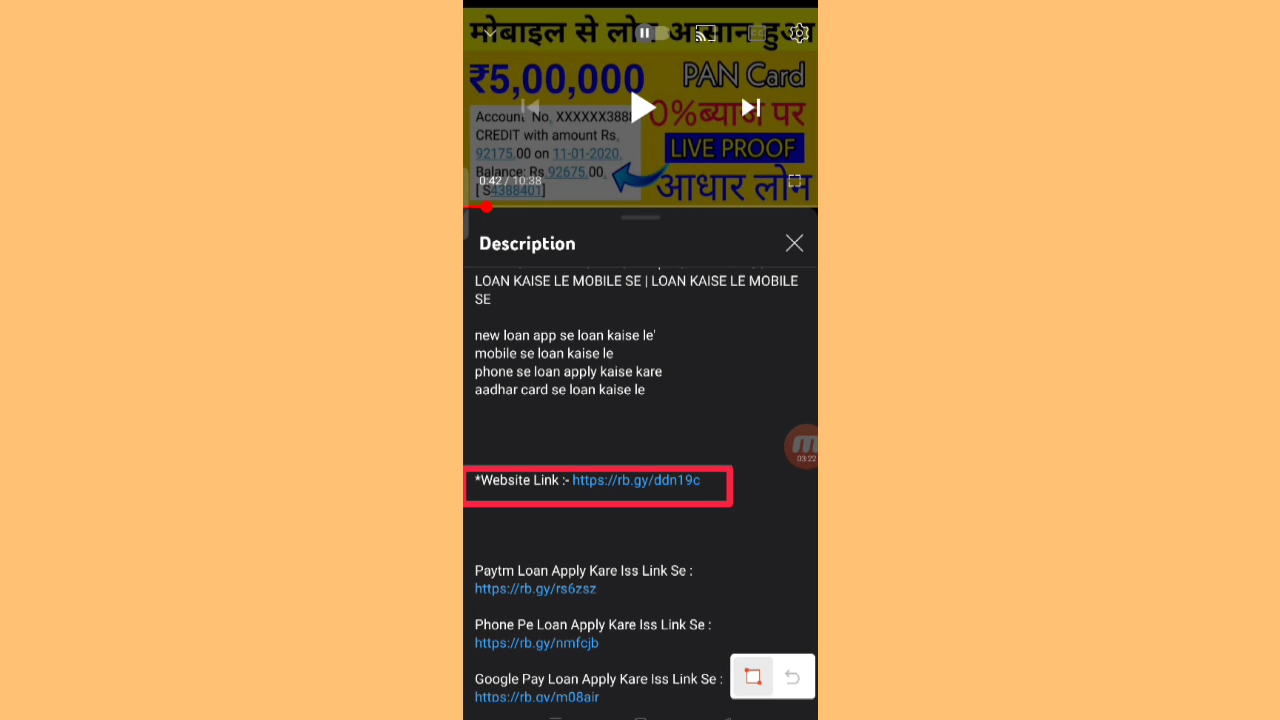 मोबाइल से लोन आसान हुआ
₹5,00,000 PAN Card
0%ब्याज पर
Account No, XXXXXX388
CREDIT with amount Rs,
92175,00 on 11-01-2020,
Balance: Rs,92675,00,
[ S4388401]
LIVE PROOF
आधार लोन
0:42 / 10:38
Description
LOAN KAISE LE MOBILE SE | LOAN KAISE LE MOBILE
SE
new loan app se loan kaise le'
mobile se loan kaise le
phone se loan apply kaise kare
aadhar card se loan kaise le
03:22
*Website Link :- https://rb.gy/ddn19c
Paytm Loan Apply Kare Iss Link Se :
https://rb.gy/rs6zsz
Phone Pe Loan Apply Kare Iss Link Se :
https://rb.gy/nmfcjb
Google Pay Loan Apply Kare Iss Link Se :
https://rb.gy/m08air